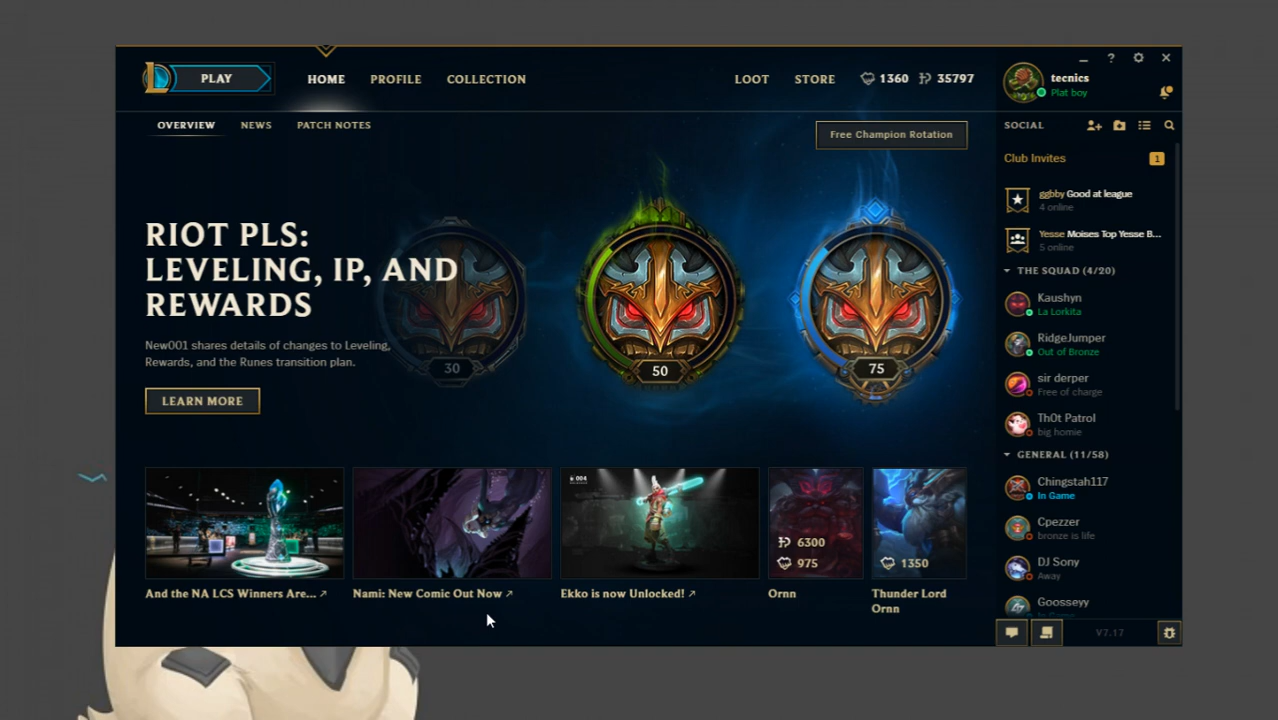 PLAY
HOME
PROFILE
COLLECTION
LOOT
STORE
1360
35797
?
tecnics
Plat boy
OVERVIEW
NEWS
PATCH NOTES
Free Champion Rotation
RIOT PLS:
LEVELING, IP, AND
REWARDS
New001 shares details of changes to Leveling,
Rewards, and the Runes transition plan.
LEARN MORE
30
50
75
004
6300
975
1350
And the NA LCS Winners Are... ↗
Nami: New Comic Out Now ↗
Ekko is now Unlocked! ↗
Ornn
Thunder Lord
Ornn
SOCIAL
Club Invites
1
ggbby Good at league
4 online
Yesse Moises Top Yesse B...
5 online
THE SQUAD (4/20)
Kaushyn
La Lorkita
RidgeJumper
Out of Bronze
sir derper
Free of charge
Th0t Patrol
big homie
GENERAL (11/58)
Chingstah117
In Game
Cpezzer
bronze is life
DJ Sony
Away
Gooseyy
In Game
V7.17